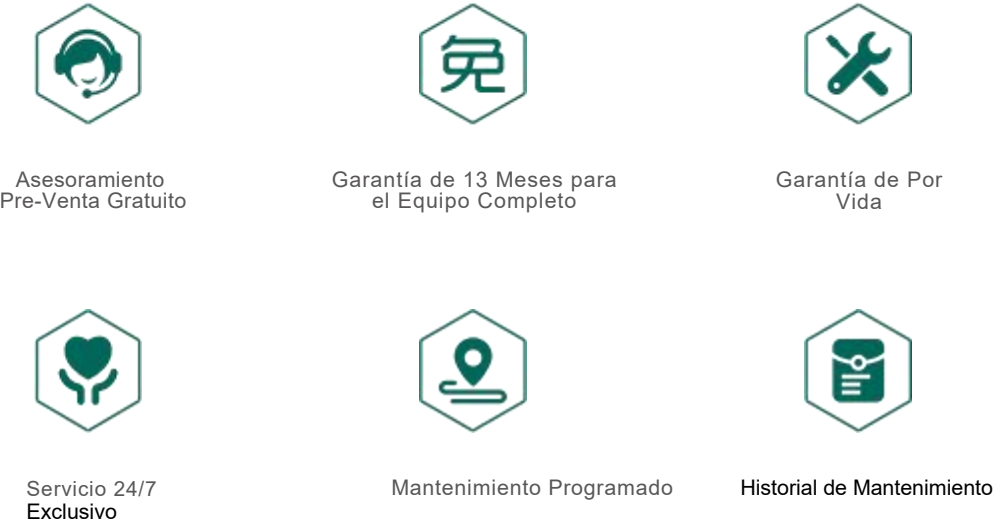 免
Asesoramiento
Pre-Venta Gratuito
Garantía de 13 Meses para
el Equipo Completo
Garantía de Por
Vida
Servicio 24/7
Exclusivo
Mantenimiento Programado
Historial de Mantenimiento